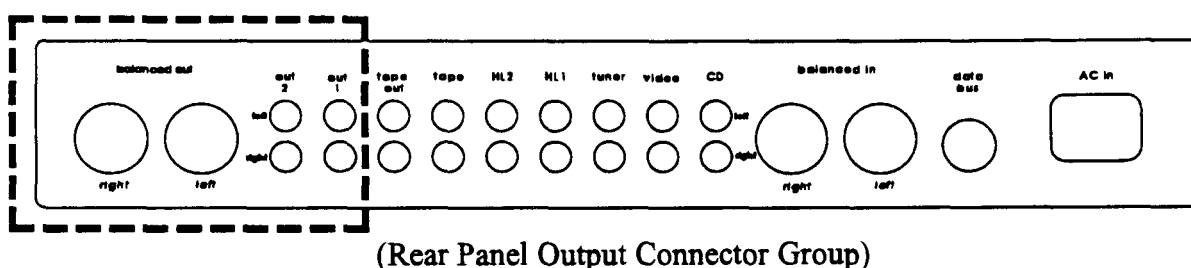 balanced out
out 2
out 1
tape out
tape
HL2
HL1
tuner
video
CD
balanced in
data bus
AC in
left
left
right
right
right
left
right
left
(Rear Panel Output Connector Group)